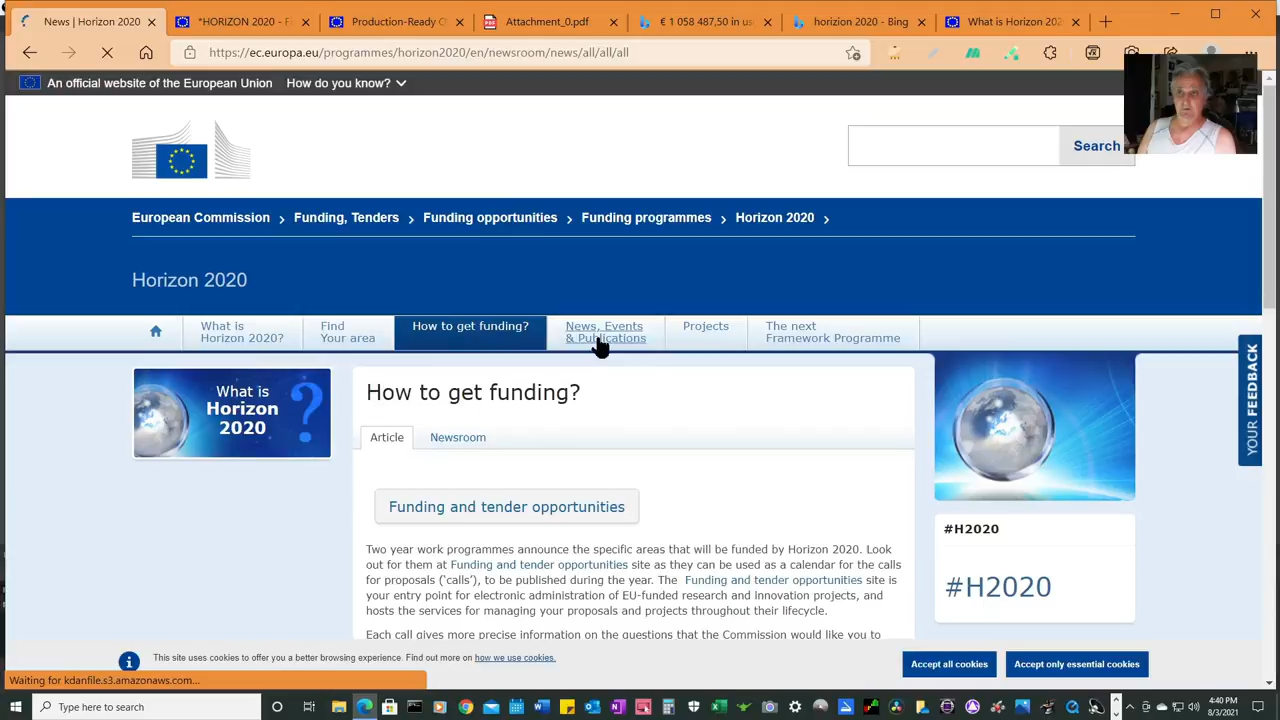 News | Horizon 2020
*HORIZON 2020 - F
Production-Ready O
Attachment_0.pdf
€ 1 058 487,50 in us
horizon 2020 - Bing
What is Horizon 202
https://ec.europa.eu/programmes/horizon2020/en/newsroom/news/all/all/all
An official website of the European Union How do you know?
Search
European Commission > Funding, Tenders > Funding opportunities > Funding programmes > Horizon 2020 >
Horizon 2020
What is
Horizon 2020?
Find
Your area
How to get funding?
News, Events
& Publications
Projects
The next
Framework Programme
YOUR FEEDBACK
What is
Horizon
2020
?
How to get funding?
Article Newsroom
Funding and tender opportunities
Two year work programmes announce the specific areas that will be funded by Horizon 2020. Look
out for them at Funding and tender opportunities site as they can be used as a calendar for the calls
for proposals (‘calls’), to be published during the year. The Funding and tender opportunities site is
your entry point for electronic administration of EU-funded research and innovation projects, and
hosts the services for managing your proposals and projects throughout their lifecycle.
Each call gives more precise information on the questions that the Commission would like you to
#H2020
#H2020
This site uses cookies to offer you a better browsing experience. Find out more on how we use cookies.
Accept all cookies
Accept only essential cookies
Waiting for kdanfile.s3.amazonaws.com...
Type here to search
4:40 PM
8/3/2021